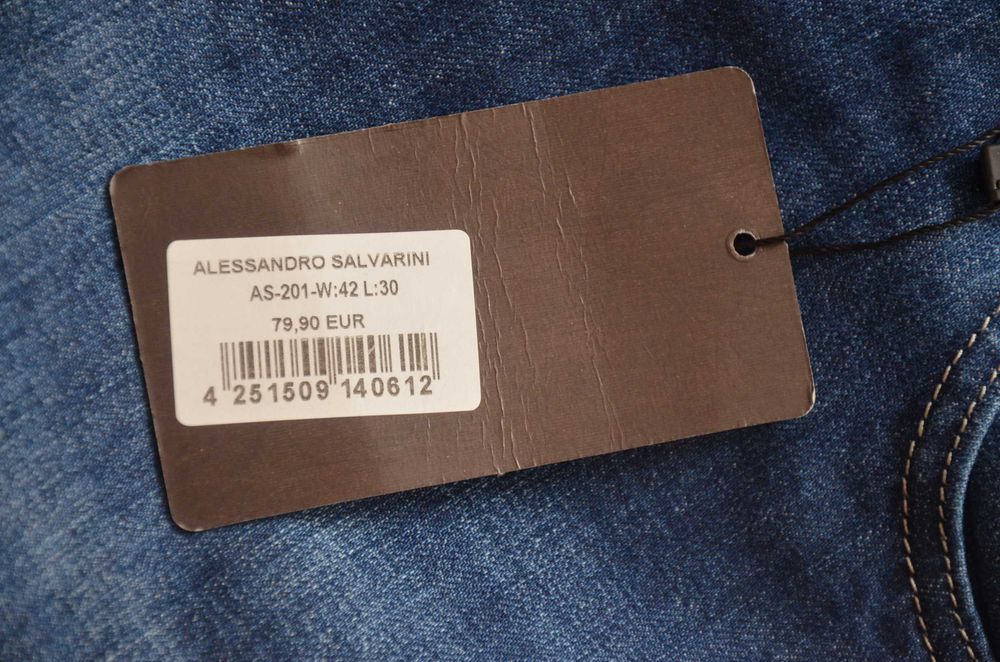 ALESSANDRO SALVARINI
AS-201-W:42 L:30
79,90 EUR
4 251509 140612